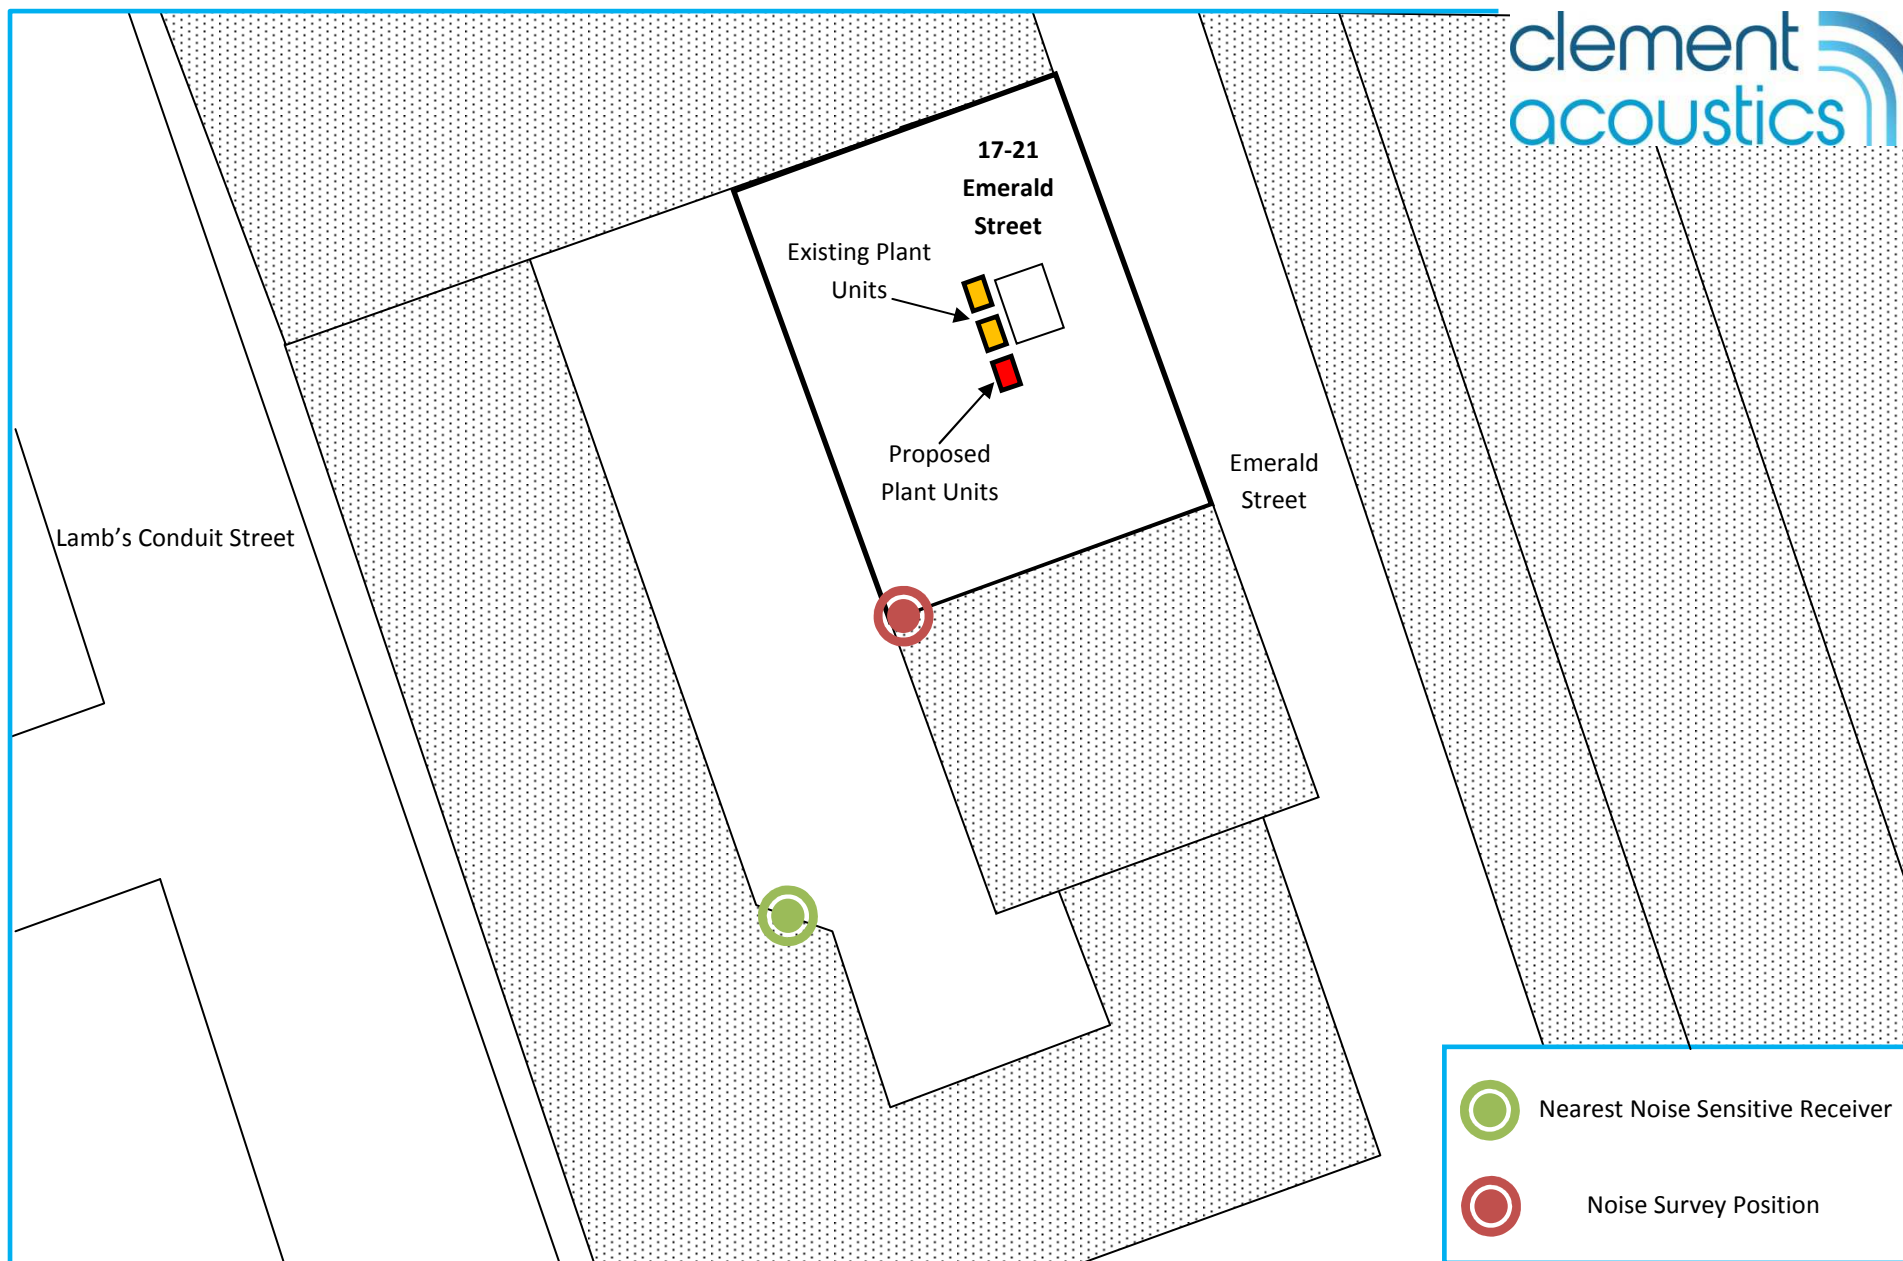 clement
acoustics
17-21
Emerald
Street
Existing Plant
Units
Proposed
Plant Units
Emerald
Street
Lamb’s Conduit Street
Nearest Noise Sensitive Receiver
Noise Survey Position